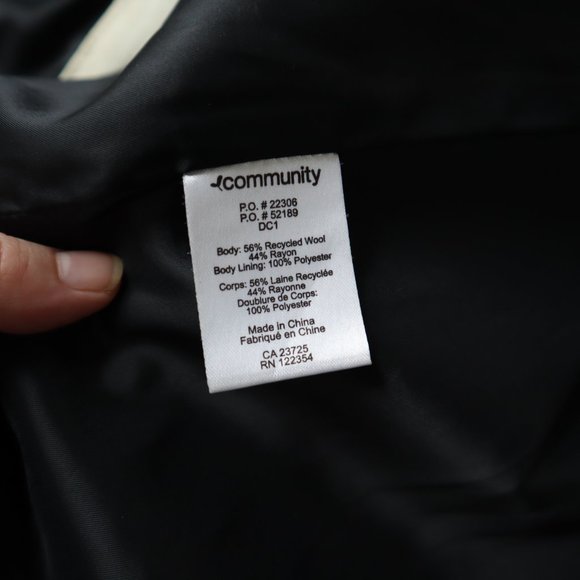 community
P.O. # 22306
P.O. # 52189
DC1
Body: 56% Recycled Wool
44% Rayon
Body Lining: 100% Polyester
Corps: 56% Laine Recyclée
44% Rayonne
Doublure de Corps:
100% Polyester
Made in China
Fabriqué en Chine
CA 23725
RN 122354